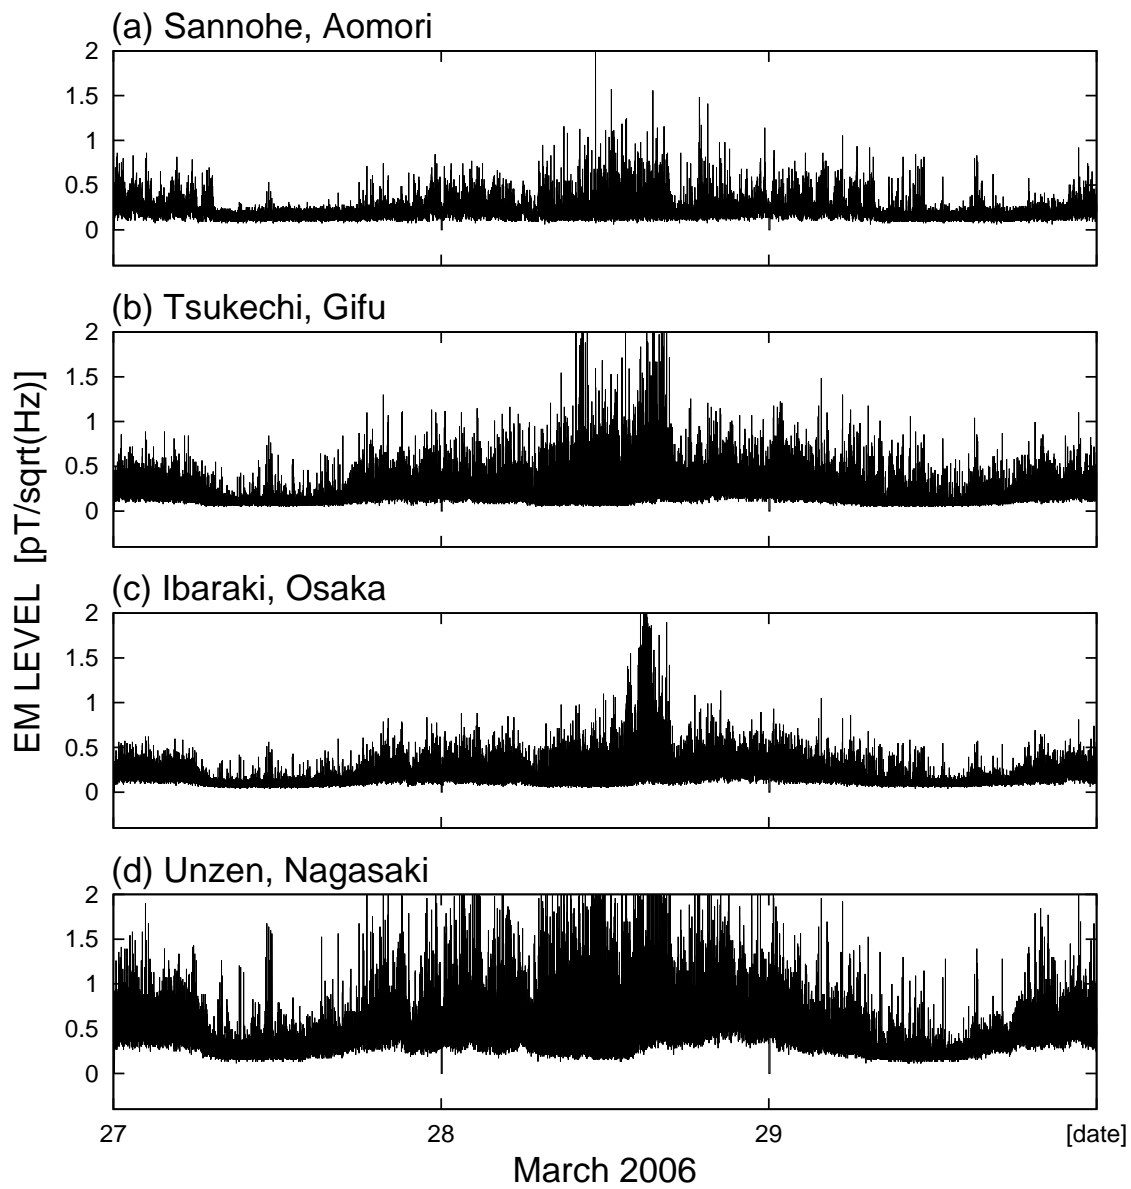 (a) Sannohe, Aomori
2
1.5
1
0.5
0
(b) Tsukechi, Gifu
2
1.5
1
0.5
0
(c) Ibaraki, Osaka
2
1.5
1
0.5
0
(d) Unzen, Nagasaki
2
1.5
1
0.5
0
EM LEVEL [pT/sqrt(Hz)]
27 28 29 [date]
March 2006